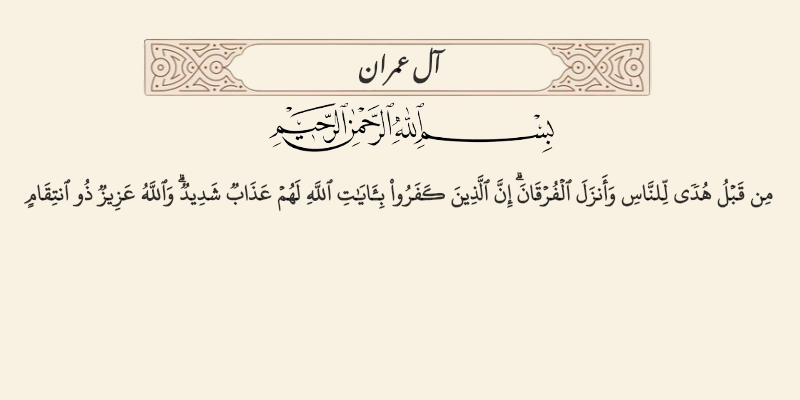 آل عمران
بِسْمِ ٱللَّهِ ٱلرَّحْمَٰنِ ٱلرَّحِيمِ
مِن قَبْلُ هُدًى لِّلنَّاسِ وَأَنزَلَ ٱلْفُرْقَانَۗ إِنَّ ٱلَّذِينَ كَفَرُوا۟ بِـَٔايَٰتِ ٱللَّهِ لَهُمْ عَذَابٌ شَدِيدٌۗ وَٱللَّهُ عَزِيزٌ ذُو ٱنتِقَامٍ